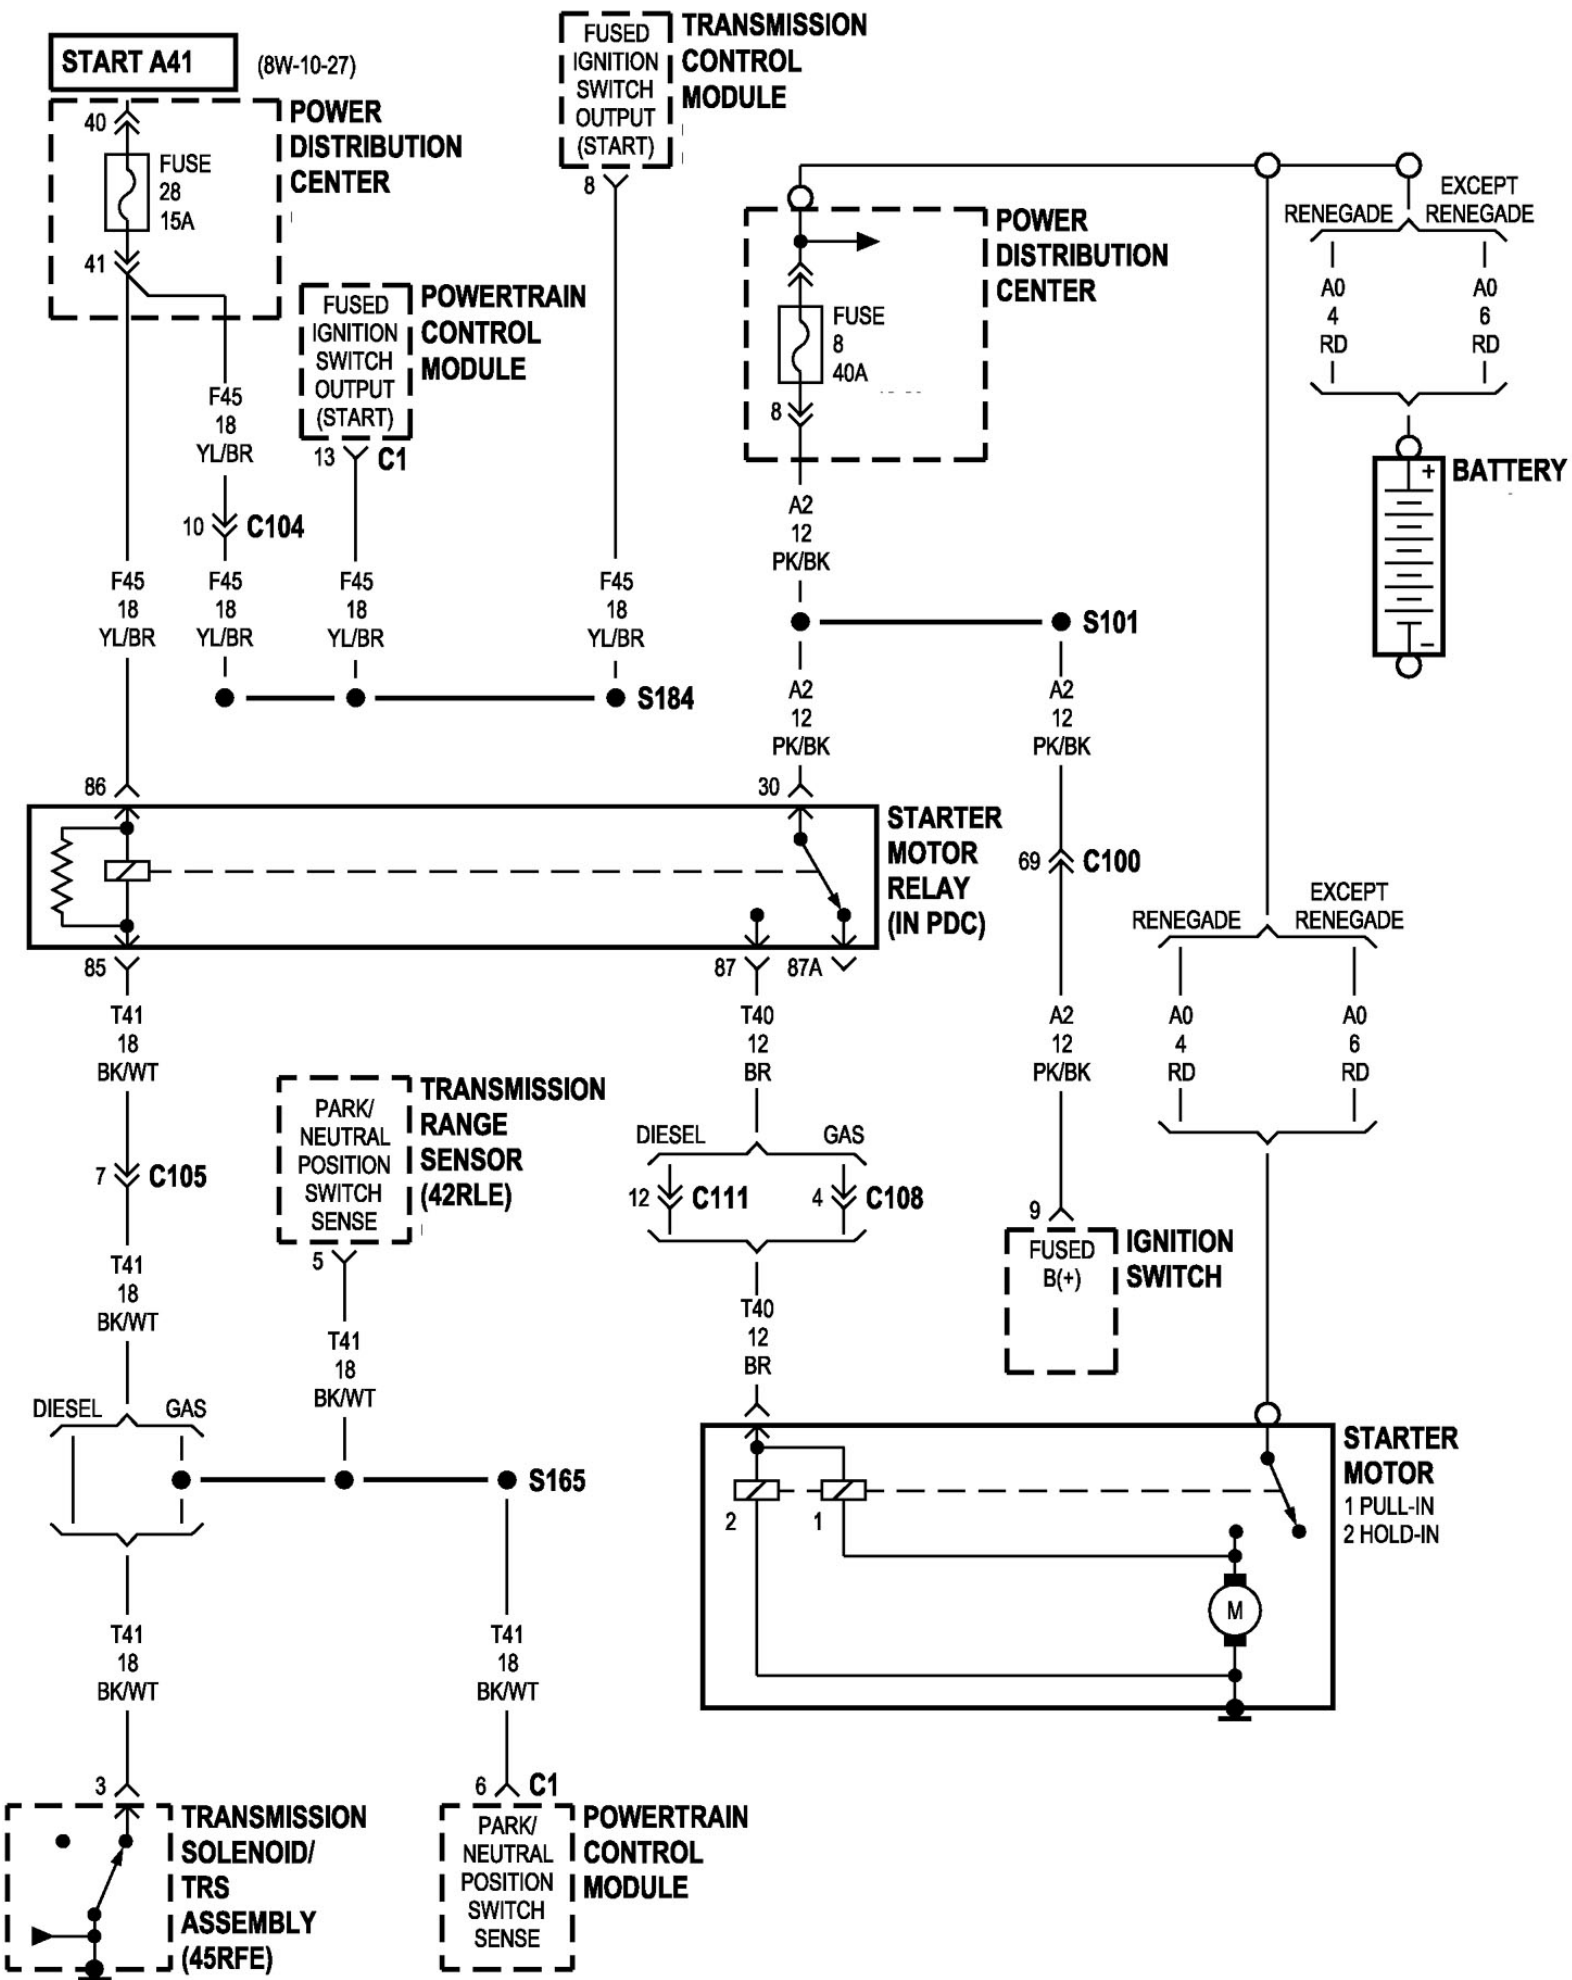 START A41
(8W-10-27)
40
FUSE
28
15A
41
POWER
DISTRIBUTION
CENTER
FUSED
IGNITION
SWITCH
OUTPUT
(START)
TRANSMISSION
CONTROL
MODULE
8
FUSED
IGNITION
SWITCH
OUTPUT
(START)
POWERTRAIN
CONTROL
MODULE
13
C1
F45
18
YL/BR
10
C104
F45
18
YL/BR
F45
18
YL/BR
F45
18
YL/BR
F45
18
YL/BR
S184
POWER
DISTRIBUTION
CENTER
FUSE
8
40A
8
A2
12
PK/BK
S101
A2
12
PK/BK
A2
12
PK/BK
RENEGADE
EXCEPT
RENEGADE
A0
4
RD
A0
6
RD
+
BATTERY
−
86
30
STARTER
MOTOR
RELAY
(IN PDC)
69
C100
85
87
87A
T41
18
BK/WT
T40
12
BR
A2
12
PK/BK
RENEGADE
EXCEPT
RENEGADE
A0
4
RD
A0
6
RD
7
C105
PARK/
NEUTRAL
POSITION
SWITCH
SENSE
TRANSMISSION
RANGE
SENSOR
(42RLE)
5
DIESEL
GAS
12
C111
4
C108
9
FUSED
B(+)
IGNITION
SWITCH
T41
18
BK/WT
T41
18
BK/WT
T40
12
BR
DIESEL
GAS
S165
STARTER
MOTOR
1 PULL-IN
2 HOLD-IN
2
1
M
T41
18
BK/WT
T41
18
BK/WT
3
TRANSMISSION
SOLENOID/
TRS
ASSEMBLY
(45RFE)
6
C1
PARK/
NEUTRAL
POSITION
SWITCH
SENSE
POWERTRAIN
CONTROL
MODULE